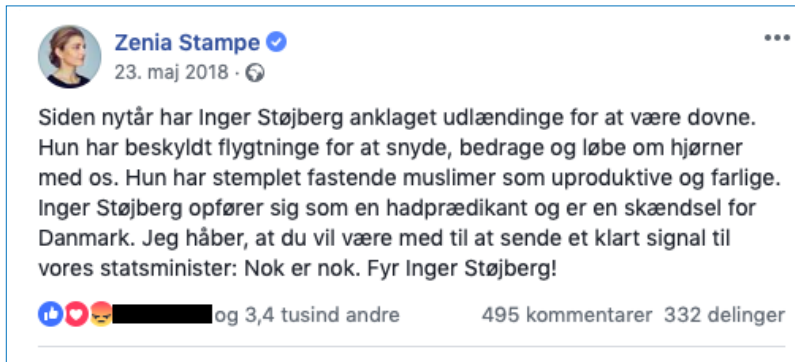 Zenia Stampe
23. maj 2018 ·
Siden nytår har Inger Støjberg anklaget udlændinge for at være dovne.
Hun har beskyldt flygtninge for at snyde, bedrage og løbe om hjørner
med os. Hun har stemplet fastende muslimer som uproduktive og farlige.
Inger Støjberg opfører sig som en hadprædikant og er en skændsel for
Danmark. Jeg håber, at du vil være med til at sende et klart signal til
vores statsminister: Nok er nok. Fyr Inger Støjberg!
og 3,4 tusind andre 495 kommentarer 332 delinger